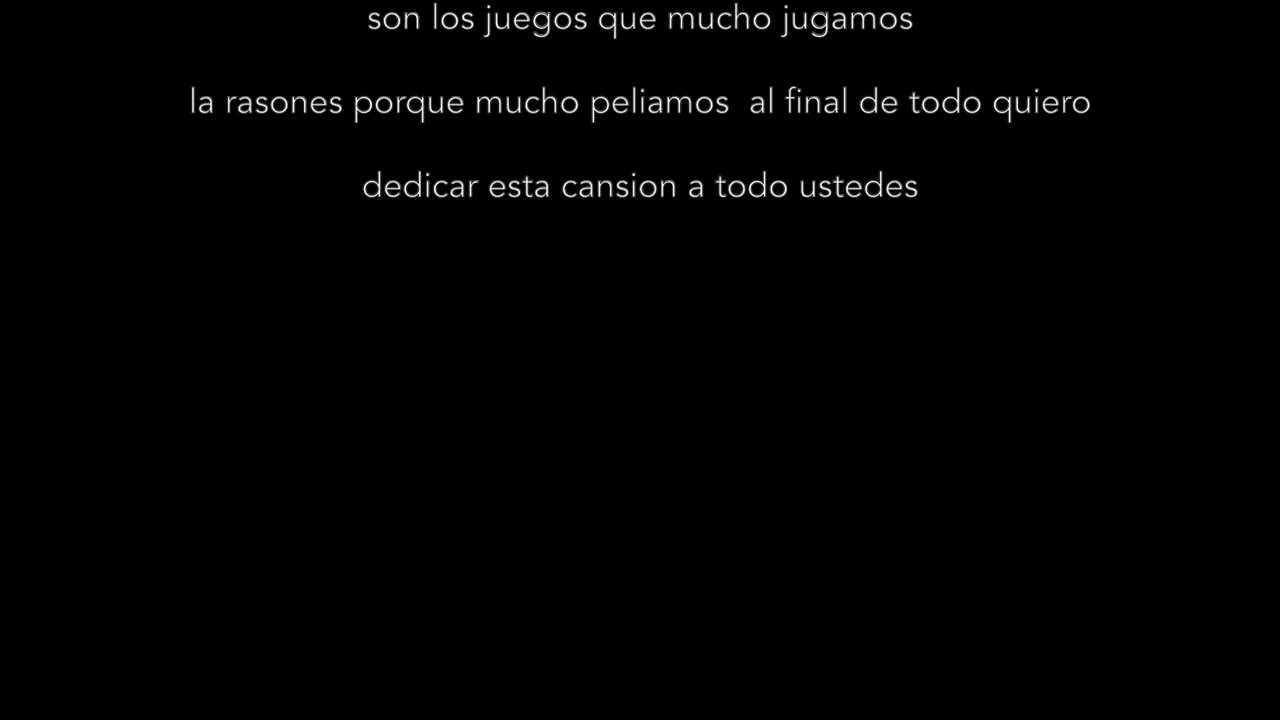 son los juegos que mucho jugamos
la rasones porque mucho peliamos  al final de todo quiero
dedicar esta cansion a todo ustedes